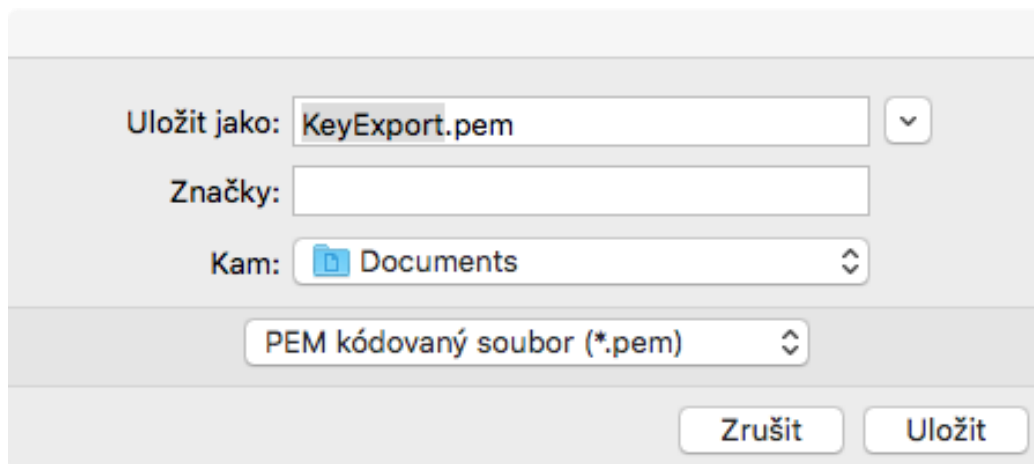 Uložit jako: KeyExport.pem
Značky:
Kam: Documents
PEM kódovaný soubor (*.pem)
Zrušit Uložit